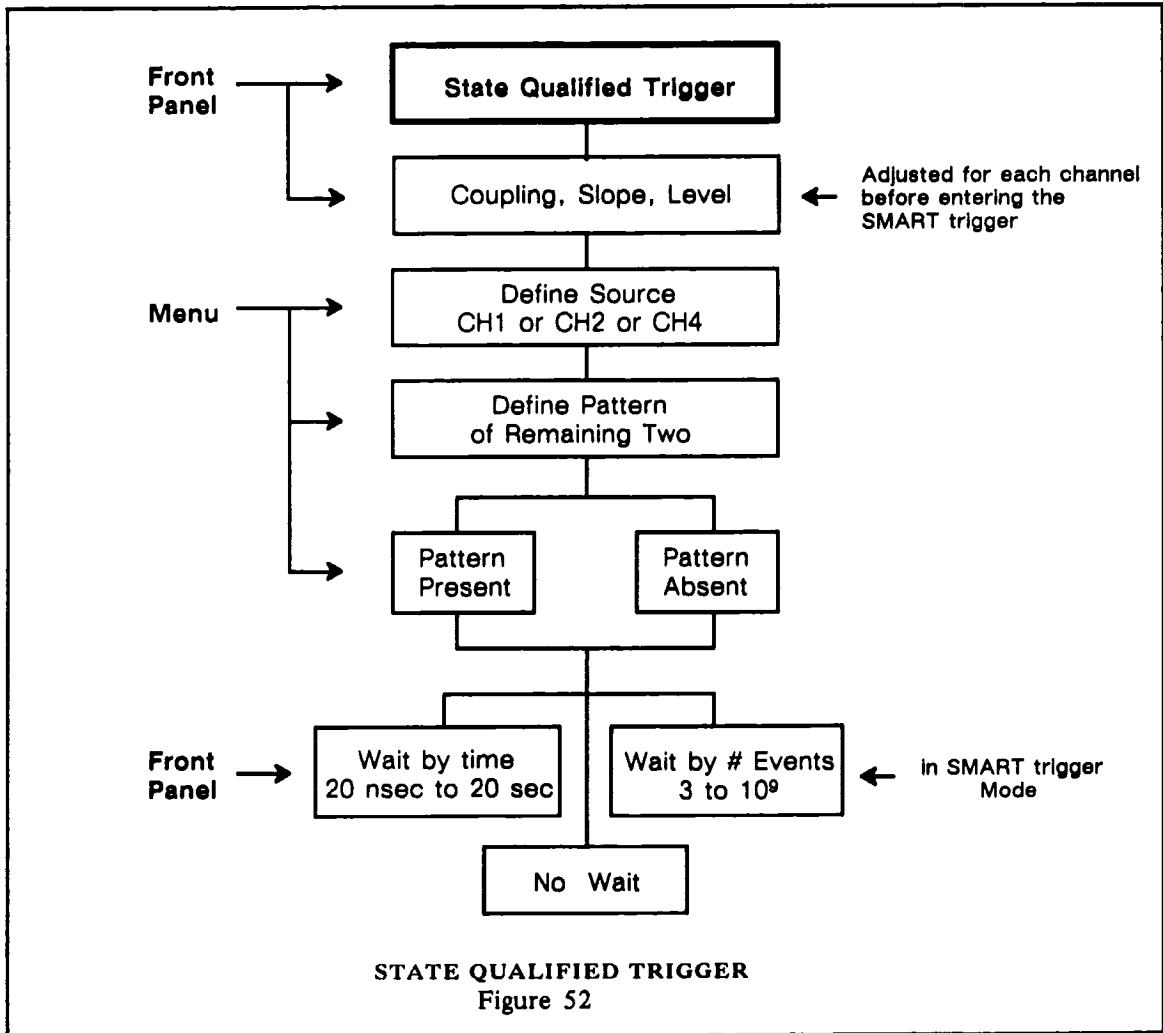 Front
Panel
State Qualified Trigger
Coupling, Slope, Level
Adjusted for each channel
before entering the
SMART trigger
Menu
Define Source
CH1 or CH2 or CH4
Define Pattern
of Remaining Two
Pattern
Present
Pattern
Absent
Front
Panel
Wait by time
20 nsec to 20 sec
Wait by # Events
3 to 10⁹
in SMART trigger
Mode
No Wait
STATE QUALIFIED TRIGGER
Figure 52